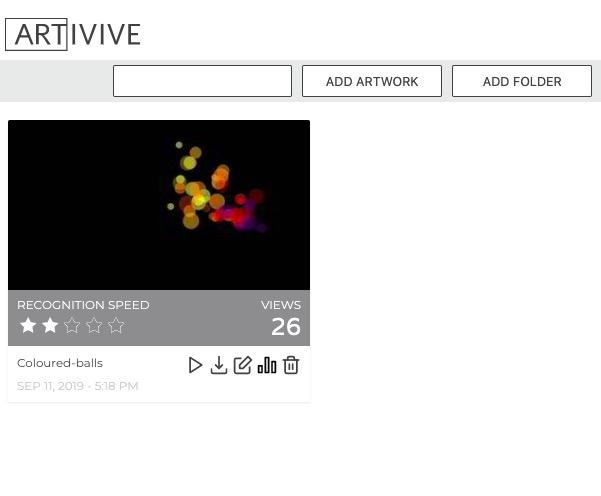 ARTIVIVE
ADD ARTWORK ADD FOLDER
RECOGNITION SPEED VIEWS
26
Coloured-balls
SEP 11, 2019 - 5:18 PM